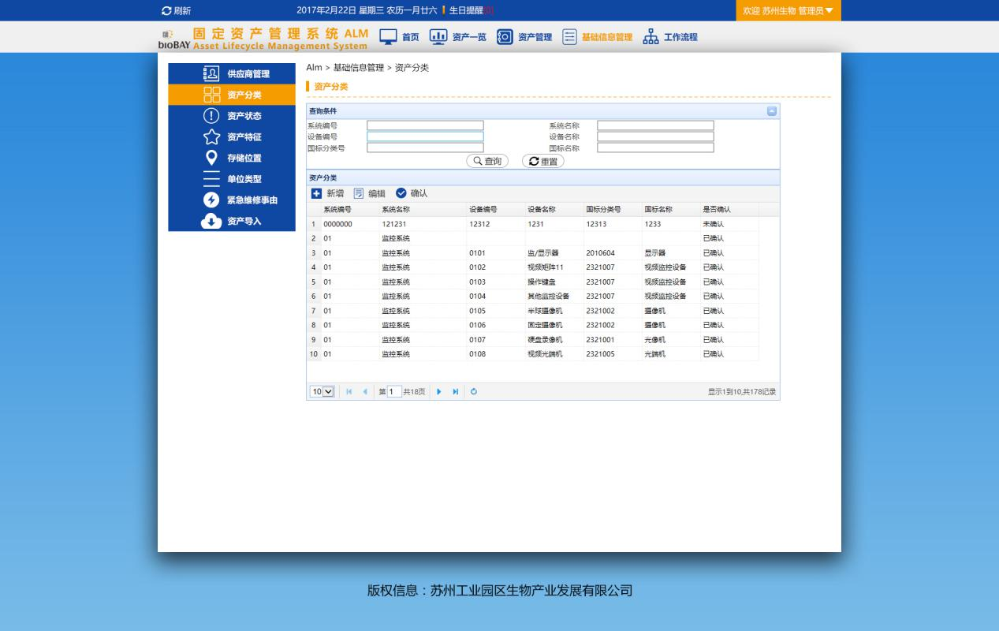 刷新 2017年2月22日 星期三 农历一月廿六 生日提醒[0] 欢迎 苏州生物 管理员
bioBAY 固定资产管理系统 ALM
Asset Lifecycle Management System
首页 资产一览 资产管理 基础信息管理 工作流程
供应商管理
资产分类
资产状态
资产特征
存储位置
单位类型
紧急维修事由
资产导入
Alm > 基础信息管理 > 资产分类
资产分类
查询条件
系统编号 系统名称
设备编号 设备名称
国标分类号 国标名称
查询 重置
资产分类
新增 编辑 确认
系统编号 系统名称 设备编号 设备名称 国标分类号 国标名称 是否确认
1 0000000 121231 12312 1231 12313 1233 未确认
2 01 监控系统 已确认
3 01 监控系统 0101 监/显示器 2010604 显示器 已确认
4 01 监控系统 0102 视频矩阵11 2321007 视频监控设备 已确认
5 01 监控系统 0103 操作键盘 2321007 视频监控设备 已确认
6 01 监控系统 0104 其他监控设备 2321007 视频监控设备 已确认
7 01 监控系统 0105 半球摄像机 2321002 摄像机 已确认
8 01 监控系统 0106 固定摄像机 2321002 摄像机 已确认
9 01 监控系统 0107 硬盘录像机 2321001 光像机 已确认
10 01 监控系统 0108 视频光端机 2321005 光端机 已确认
10 第 1 共18页 显示1到10,共178记录
版权信息：苏州工业园区生物产业发展有限公司